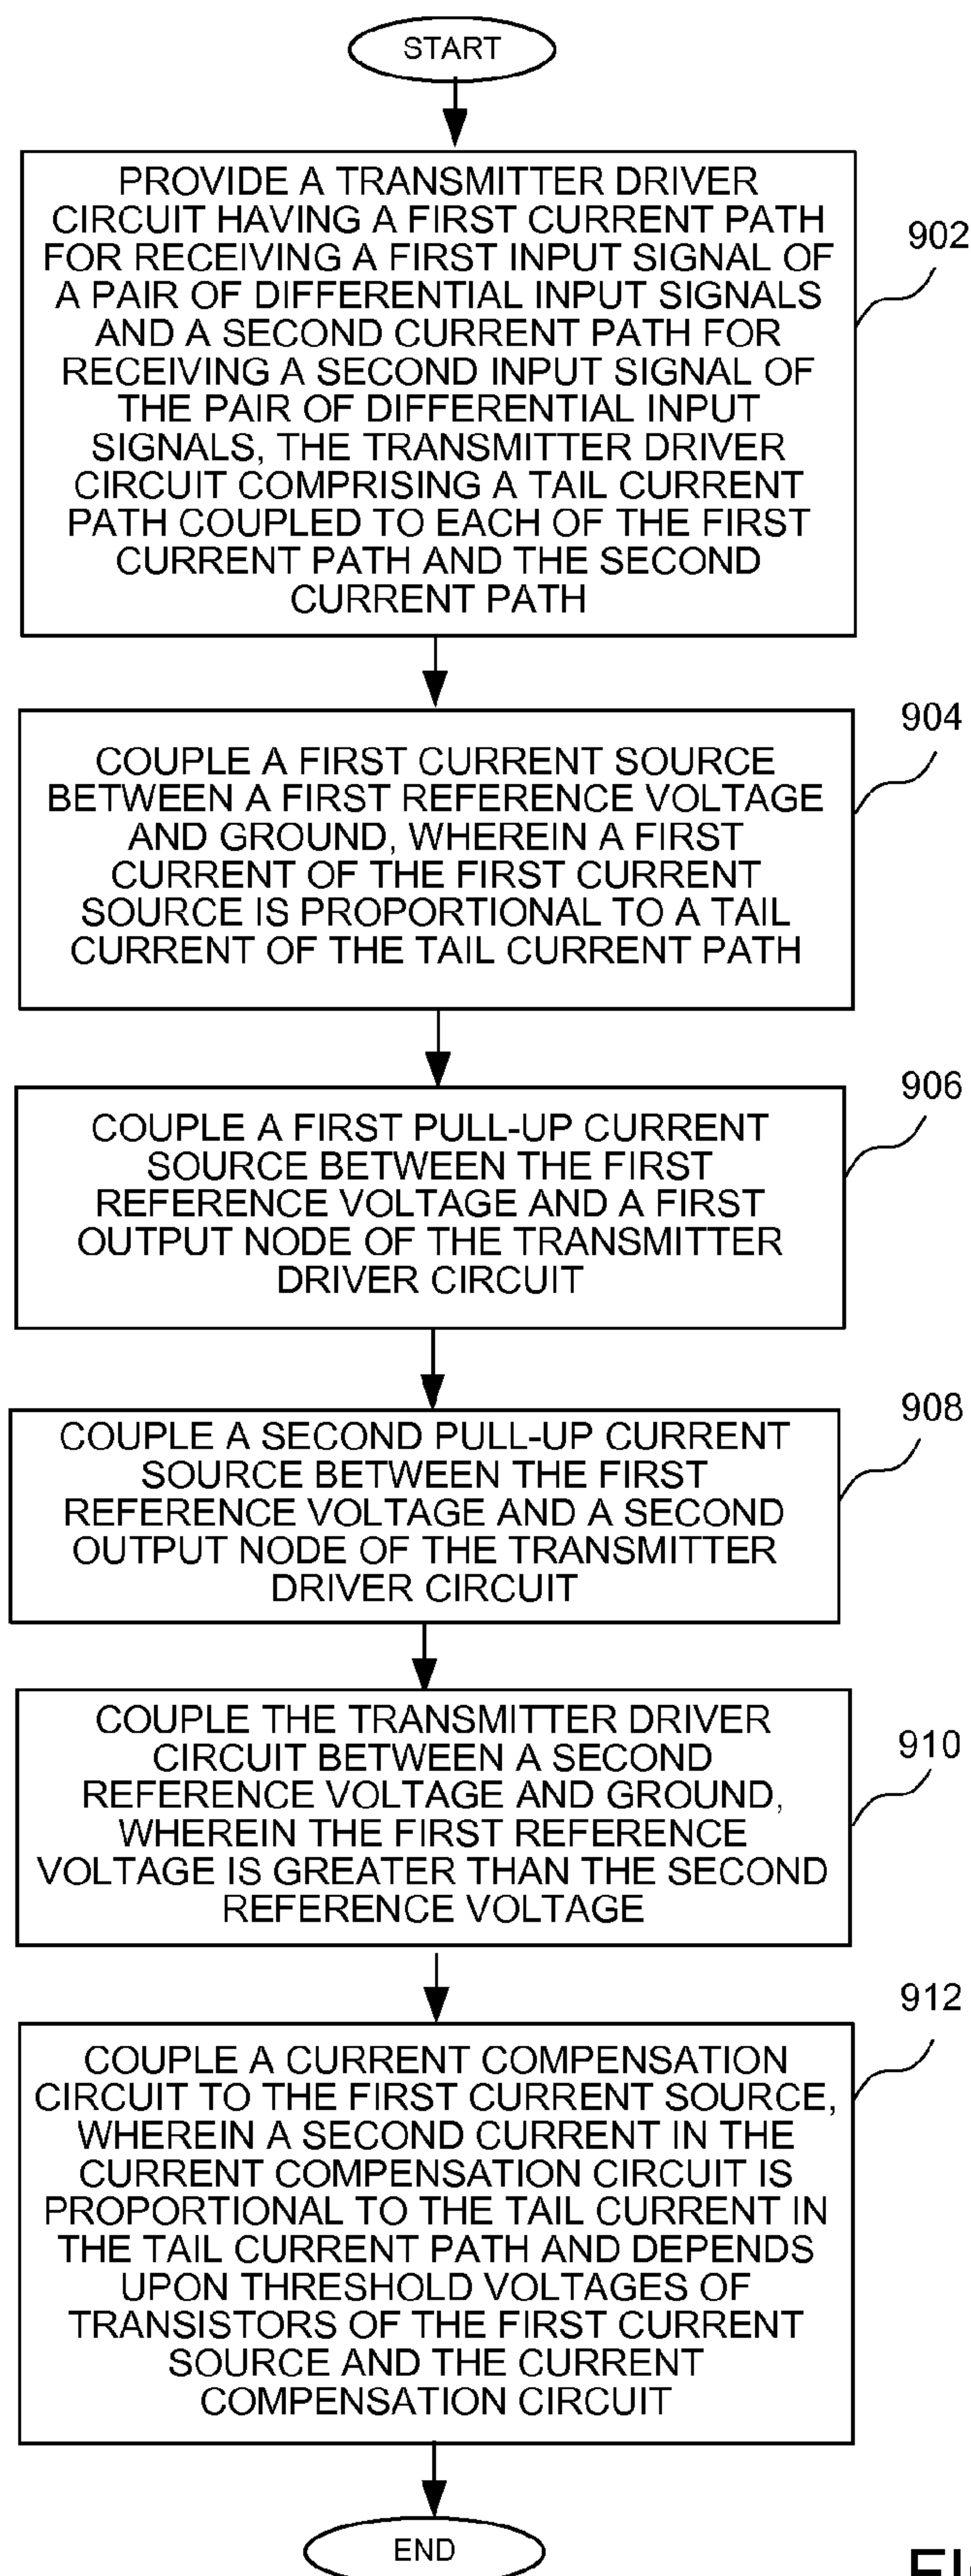 START
PROVIDE A TRANSMITTER DRIVER
CIRCUIT HAVING A FIRST CURRENT PATH
FOR RECEIVING A FIRST INPUT SIGNAL OF
A PAIR OF DIFFERENTIAL INPUT SIGNALS
AND A SECOND CURRENT PATH FOR
RECEIVING A SECOND INPUT SIGNAL OF
THE PAIR OF DIFFERENTIAL INPUT
SIGNALS, THE TRANSMITTER DRIVER
CIRCUIT COMPRISING A TAIL CURRENT
PATH COUPLED TO EACH OF THE FIRST
CURRENT PATH AND THE SECOND
CURRENT PATH
902
COUPLE A FIRST CURRENT SOURCE
BETWEEN A FIRST REFERENCE VOLTAGE
AND GROUND, WHEREIN A FIRST
CURRENT OF THE FIRST CURRENT
SOURCE IS PROPORTIONAL TO A TAIL
CURRENT OF THE TAIL CURRENT PATH
904
COUPLE A FIRST PULL-UP CURRENT
SOURCE BETWEEN THE FIRST
REFERENCE VOLTAGE AND A FIRST
OUTPUT NODE OF THE TRANSMITTER
DRIVER CIRCUIT
906
COUPLE A SECOND PULL-UP CURRENT
SOURCE BETWEEN THE FIRST
REFERENCE VOLTAGE AND A SECOND
OUTPUT NODE OF THE TRANSMITTER
DRIVER CIRCUIT
908
COUPLE THE TRANSMITTER DRIVER
CIRCUIT BETWEEN A SECOND
REFERENCE VOLTAGE AND GROUND,
WHEREIN THE FIRST REFERENCE
VOLTAGE IS GREATER THAN THE SECOND
REFERENCE VOLTAGE
910
COUPLE A CURRENT COMPENSATION
CIRCUIT TO THE FIRST CURRENT SOURCE,
WHEREIN A SECOND CURRENT IN THE
CURRENT COMPENSATION CIRCUIT IS
PROPORTIONAL TO THE TAIL CURRENT IN
THE TAIL CURRENT PATH AND DEPENDS
UPON THRESHOLD VOLTAGES OF
TRANSISTORS OF THE FIRST CURRENT
SOURCE AND THE CURRENT
COMPENSATION CIRCUIT
912
END